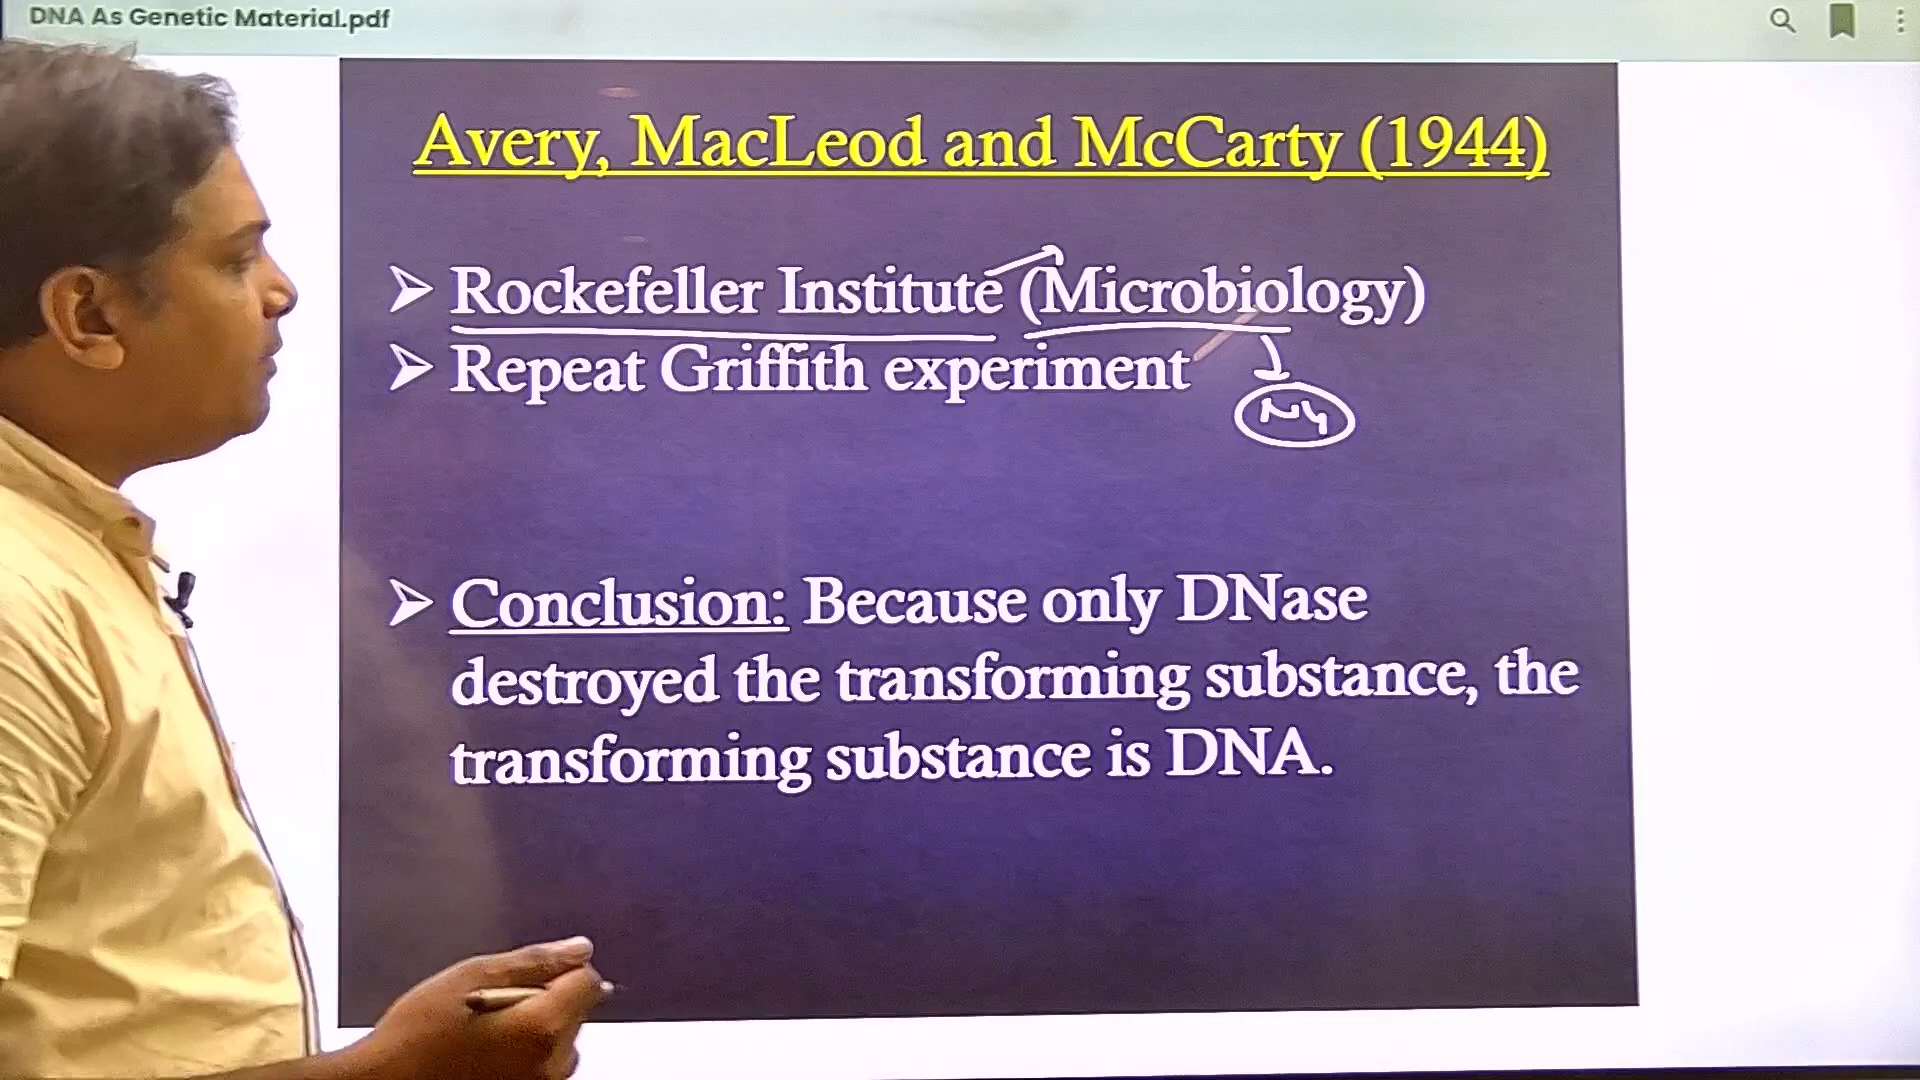 DNA As Genetic Material.pdf
Avery, MacLeod and McCarty (1944)
Rockefeller Institute (Microbiology)
Repeat Griffith experiment
NY
Conclusion: Because only DNase
destroyed the transforming substance, the
transforming substance is DNA.